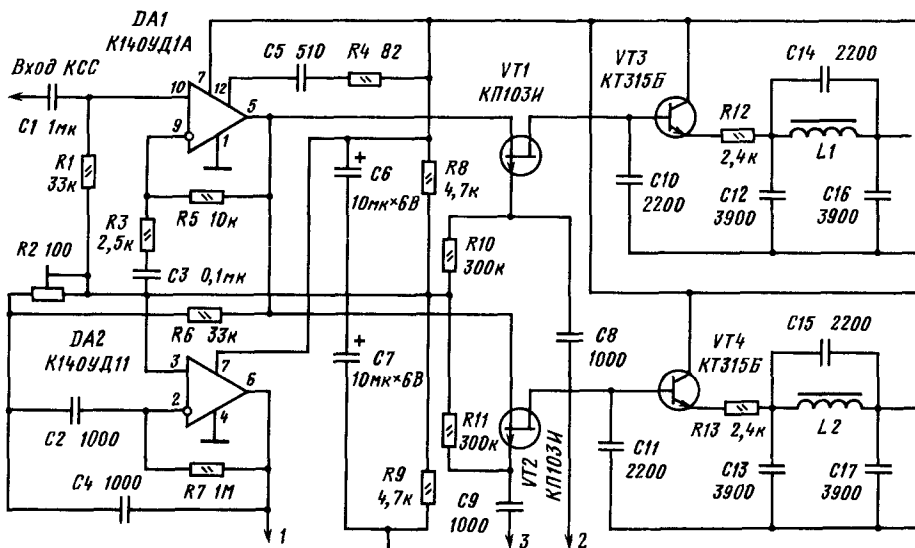 DA1
К140УД1А
Вход КСС
C1 1мк
R1
33к
7
12
10
9
5
1
C5 510
R4 82
R3
2,5к
R5 10к
R2 100
C3 0,1мк
R6 33к
DA2
К140УД11
3
2
7
6
4
C2 1000
R7 1М
C4 1000
1
+
C6
10мк×6В
+
C7
10мк×6В
R8
4,7к
R9
4,7к
R10
300к
R11
300к
VT1
КП103И
VT2
КП103И
C8
1000
C9
1000
3
2
VT3
КТ315Б
C10
2200
R12
2,4к
C14 2200
L1
C12
3900
C16
3900
VT4
КТ315Б
C11
2200
R13 2,4к
C15 2200
L2
C13
3900
C17
3900